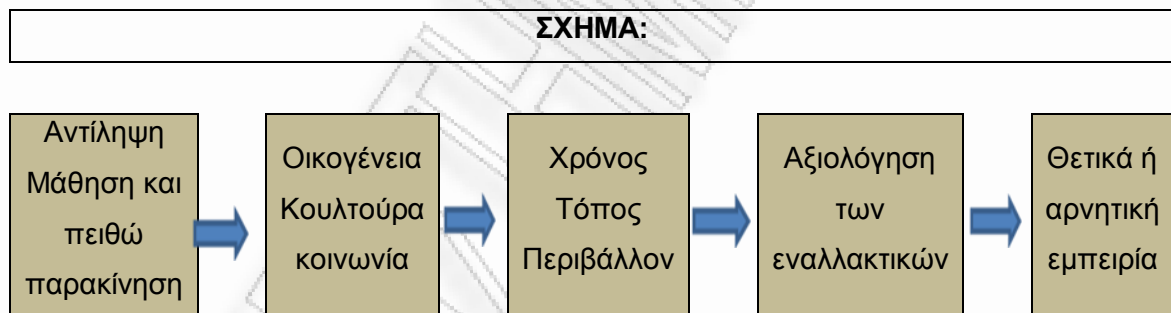 ΣΧΗΜΑ:
Αντίληψη
Μάθηση και
πειθώ
παρακίνηση
Οικογένεια
Κουλτούρα
κοινωνία
Χρόνος
Τόπος
Περιβάλλον
Αξιολόγηση
των
εναλλακτικών
Θετικά ή
αρνητική
εμπειρία